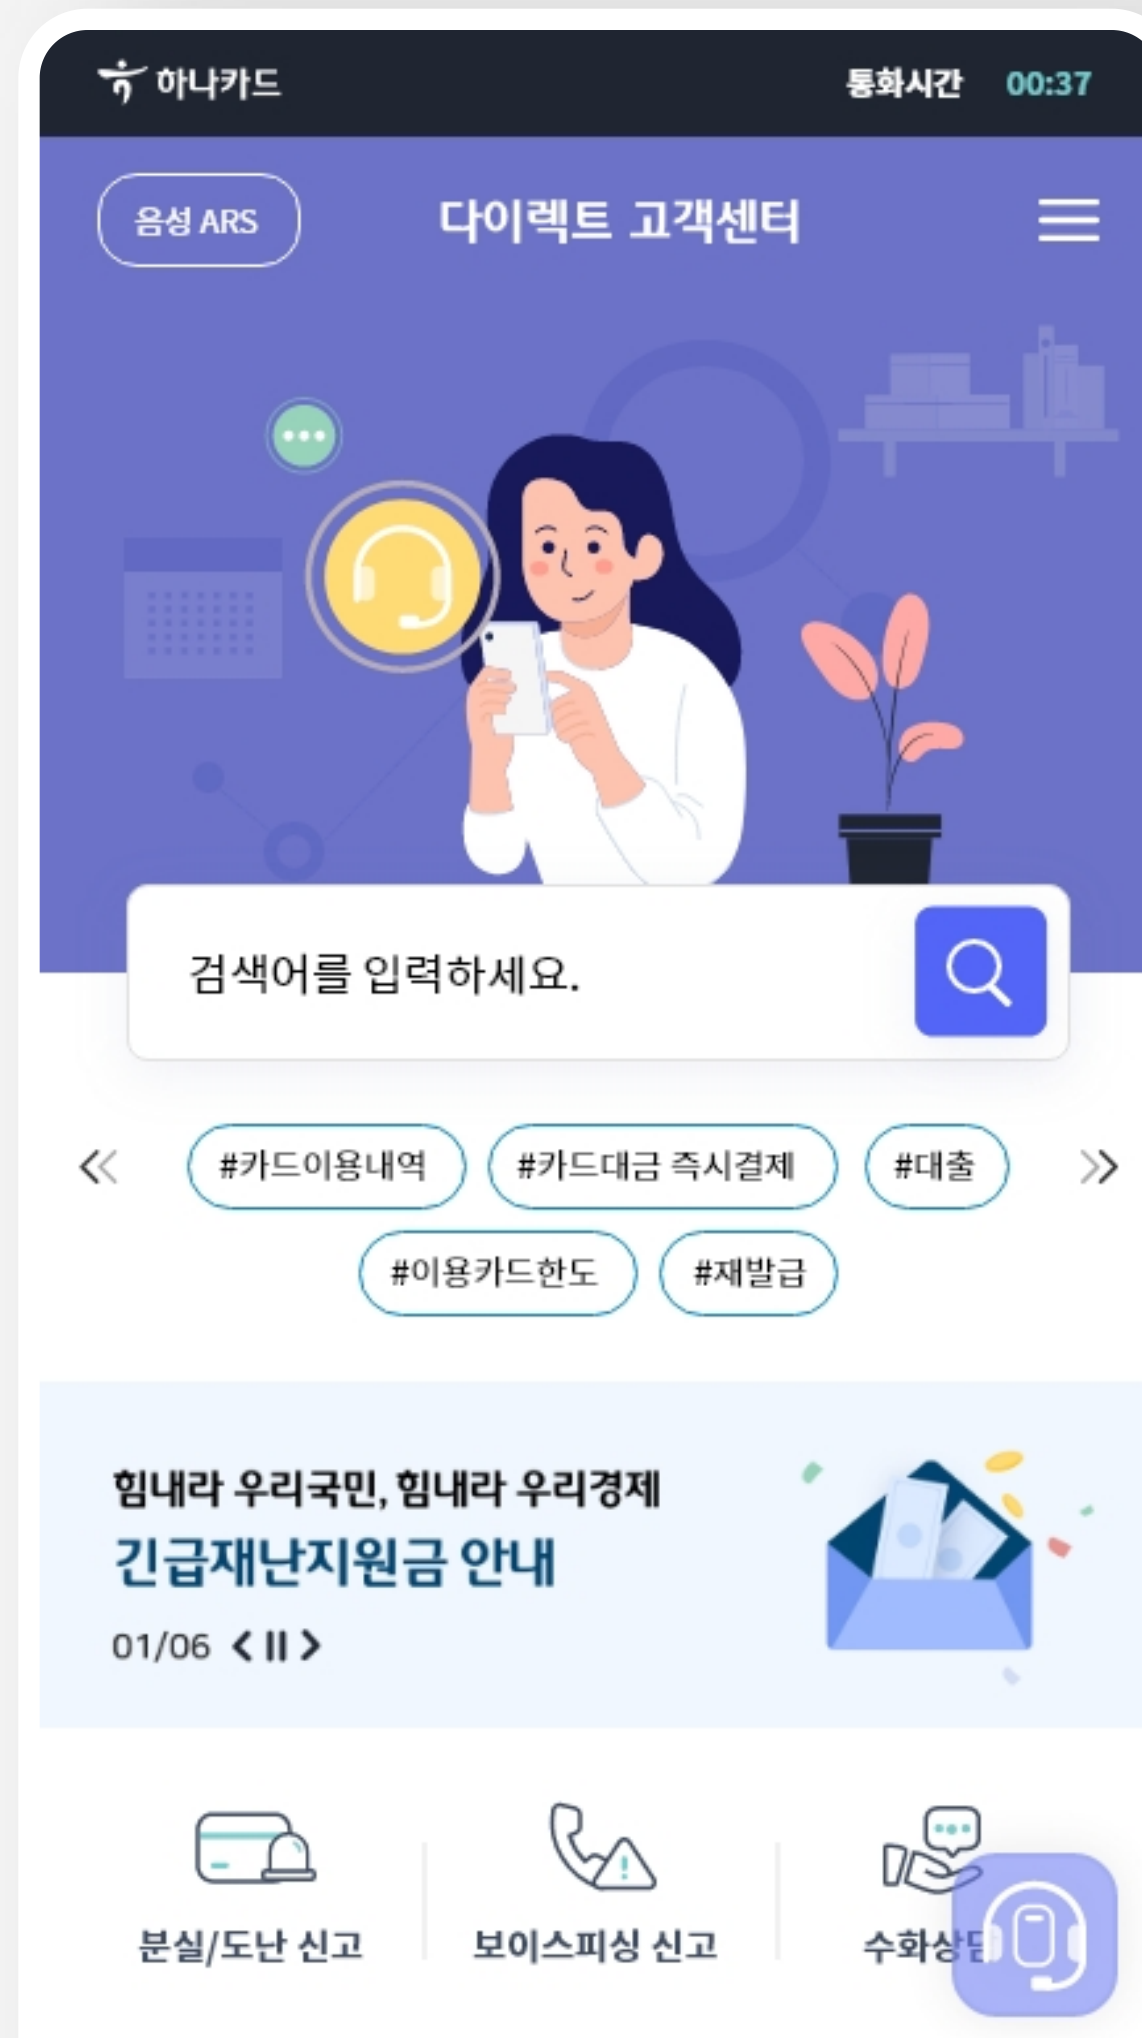 하나카드
통화시간 00:37
음성 ARS
다이렉트 고객센터
검색어를 입력하세요.
#카드이용내역 #카드대금 즉시결제 #대출
#이용카드한도 #재발급
힘내라 우리국민, 힘내라 우리경제
긴급재난지원금 안내
01/06
분실/도난 신고
보이스피싱 신고
수화상담